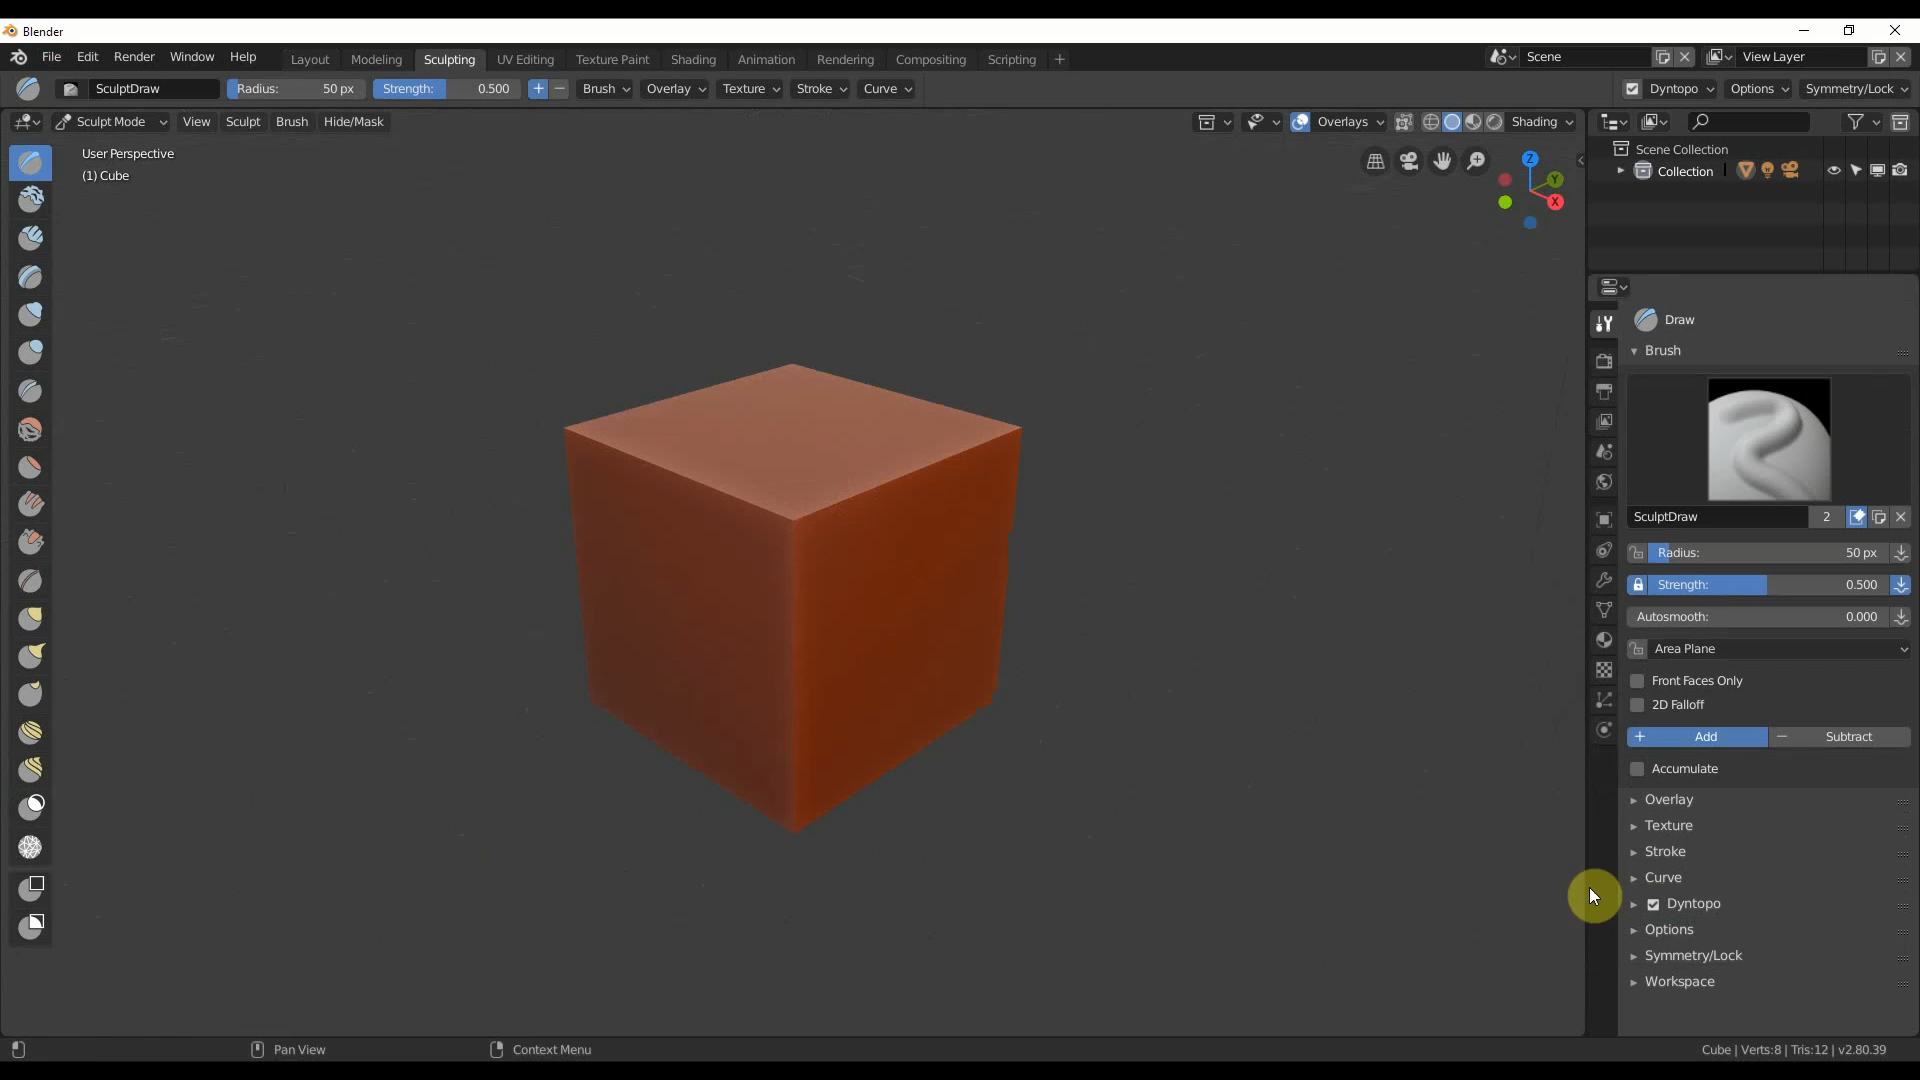 Blender
File Edit Render Window Help Layout Modeling Sculpting UV Editing Texture Paint Shading Animation Rendering Compositing Scripting + Scene View Layer
SculptDraw Radius: 50 px Strength: 0.500 + − Brush Overlay Texture Stroke Curve Dyntopo Options Symmetry/Lock
Sculpt Mode View Sculpt Brush Hide/Mask Overlays Shading
User Perspective
(1) Cube
Z
Y
X
Scene Collection
Collection
Draw
Brush
SculptDraw 2
Radius: 50 px
Strength: 0.500
Autosmooth: 0.000
Area Plane
Front Faces Only
2D Falloff
+ Add − Subtract
Accumulate
Overlay
Texture
Stroke
Curve
Dyntopo
Options
Symmetry/Lock
Workspace
Pan View Context Menu Cube | Verts:8 | Tris:12 | v2.80.39